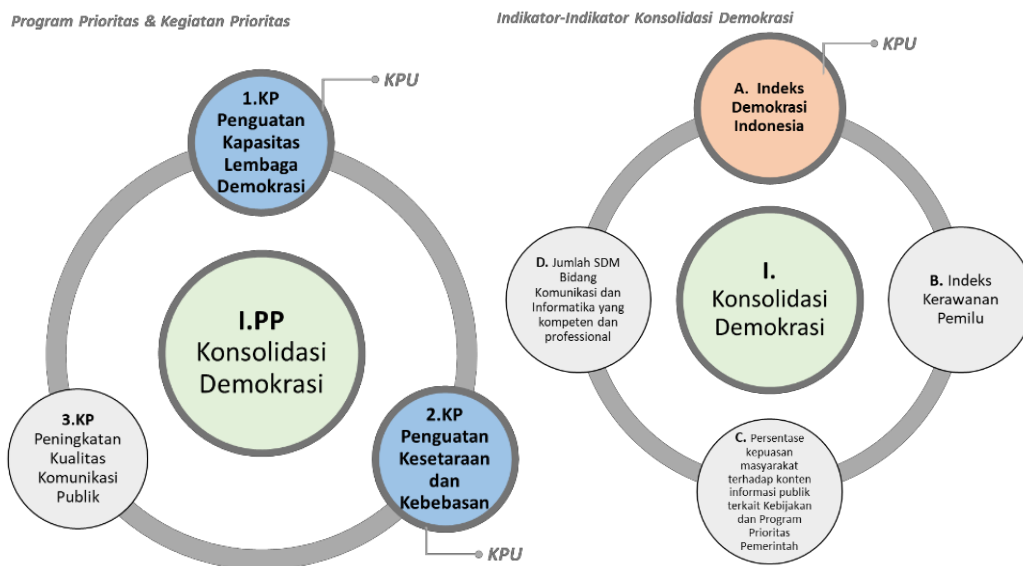 Program Prioritas & Kegiatan Prioritas
KPU
1.KP
Penguatan
Kapasitas
Lembaga
Demokrasi
I.PP
Konsolidasi
Demokrasi
3.KP
Peningkatan
Kualitas
Komunikasi
Publik
2.KP
Penguatan
Kesetaraan
dan
Kebebasan
KPU
Indikator-Indikator Konsolidasi Demokrasi
KPU
A. Indeks
Demokrasi
Indonesia
D. Jumlah SDM
Bidang
Komunikasi dan
Informatika yang
kompeten dan
professional
I.
Konsolidasi
Demokrasi
B. Indeks
Kerawanan
Pemilu
C. Persentase
kepuasan
masyarakat
terhadap konten
informasi publik
terkait Kebijakan
dan Program
Prioritas
Pemerintah